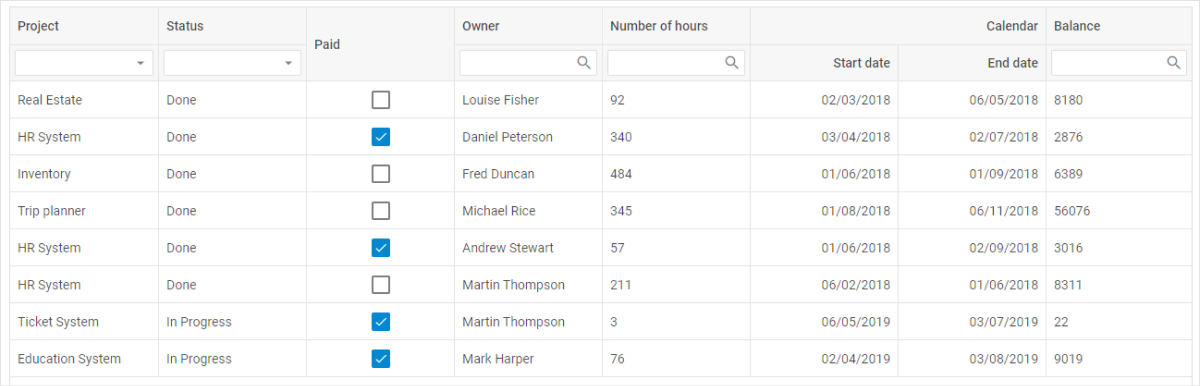 Project Status Paid Owner Number of hours Calendar Balance
Start date End date
Real Estate Done Louise Fisher 92 02/03/2018 06/05/2018 8180
HR System Done Daniel Peterson 340 03/04/2018 02/07/2018 2876
Inventory Done Fred Duncan 484 01/06/2018 01/09/2018 6389
Trip planner Done Michael Rice 345 01/08/2018 06/11/2018 56076
HR System Done Andrew Stewart 57 01/06/2018 02/09/2018 3016
HR System Done Martin Thompson 211 06/02/2018 01/06/2018 8311
Ticket System In Progress Martin Thompson 3 06/05/2019 03/07/2019 22
Education System In Progress Mark Harper 76 02/04/2019 03/08/2019 9019